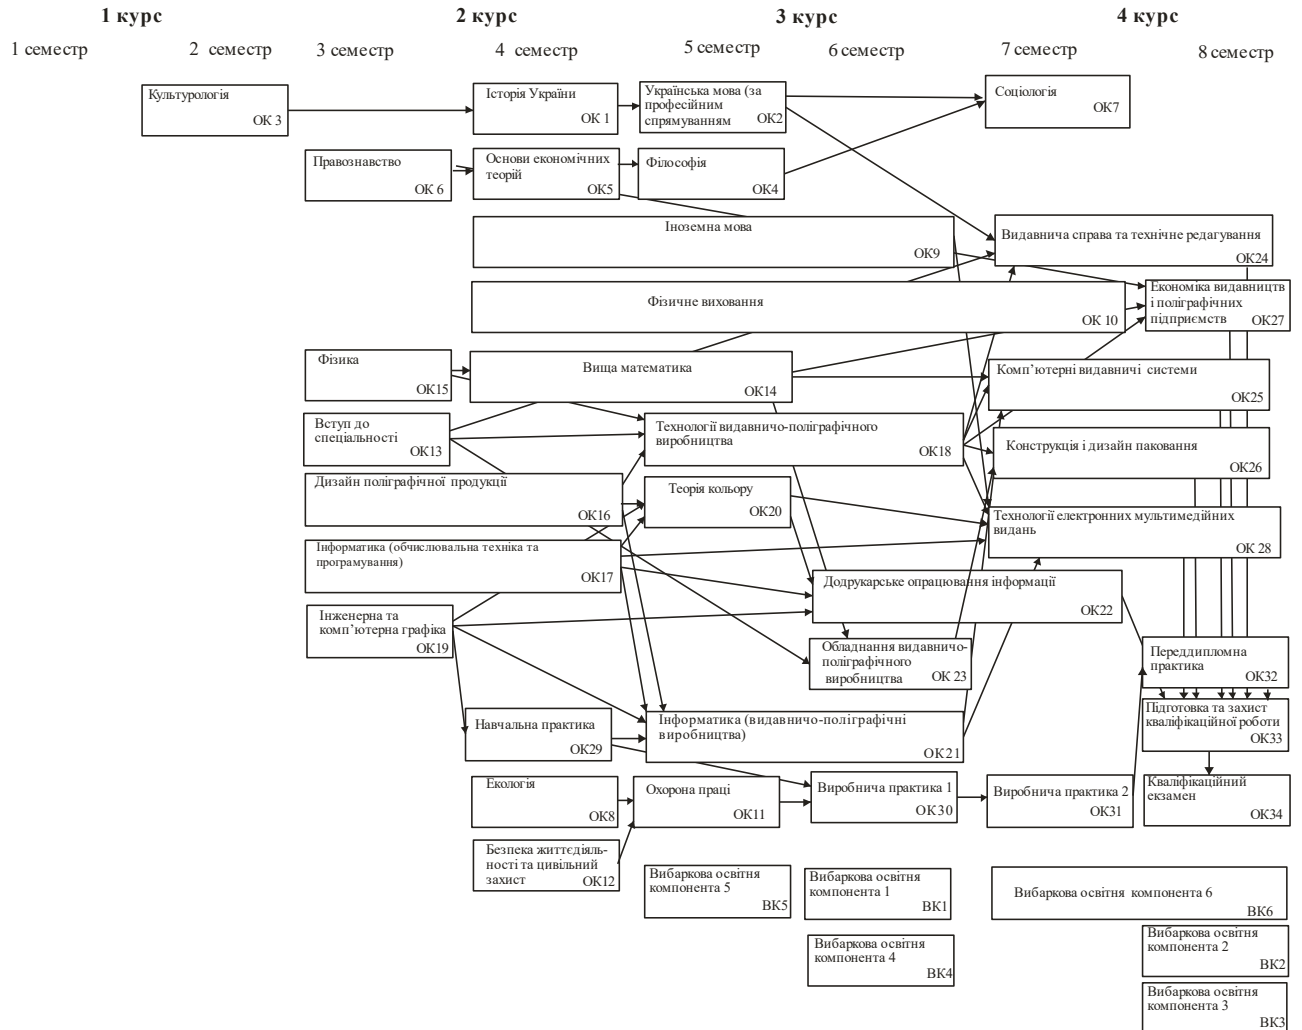 1 курс
2 курс
3 курс
4 курс
1 семестр
2 семестр
3 семестр
4 семестр
5 семестр
6 семестр
7 семестр
8 семестр
Культурологія
ОК 3
Історія України
ОК 1
Українська мова (за
професійним
спрямуванням
ОК2
Соціологія
ОК7
Правознавство
ОК 6
Основи економічних
теорій
ОК5
Філософія
ОК4
Іноземна мова
ОК9
Видавнича справа та технічне редагування
ОК24
Фізичне виховання
ОК 10
Економіка видавництв
і поліграфічних
підприємств
ОК27
Фізика
ОК15
Вища математика
ОК14
Комп’ютерні видавничі системи
ОК25
Вступ до
спеціальності
ОК13
Технології видавничо-поліграфічного
виробництва
ОК18
Конструкція і дизайн паковання
ОК26
Дизайн поліграфічної продукції
ОК16
Теорія кольору
ОК20
Технології електронних мультимедійних
видань
ОК 28
Інформатика (обчислювальна техніка та
програмування)
ОК17
Додрукарське опрацювання інформації
ОК22
Інженерна та
комп’ютерна графіка
ОК19
Обладнання видавничо-
поліграфічного
виробництва
ОК 23
Переддипломна
практика
ОК32
Навчальна практика
ОК29
Інформатика (видавничо-поліграфічні
виробництва)
ОК21
Підготовка та захист
кваліфікаційної роботи
ОК33
Екологія
ОК8
Охорона праці
ОК11
Виробнича практика 1
ОК30
Виробнича практика 2
ОК31
Кваліфікаційний
екзамен
ОК34
Безпека життєдіяль-
ності та цивільний
захист
ОК12
Вибаркова освітня
компонента 5
ВК5
Вибаркова освітня
компонента 1
ВК1
Вибаркова освітня компонента 6
ВК6
Вибаркова освітня
компонента 4
ВК4
Вибаркова освітня
компонента 2
ВК2
Вибаркова освітня
компонента 3
ВК3